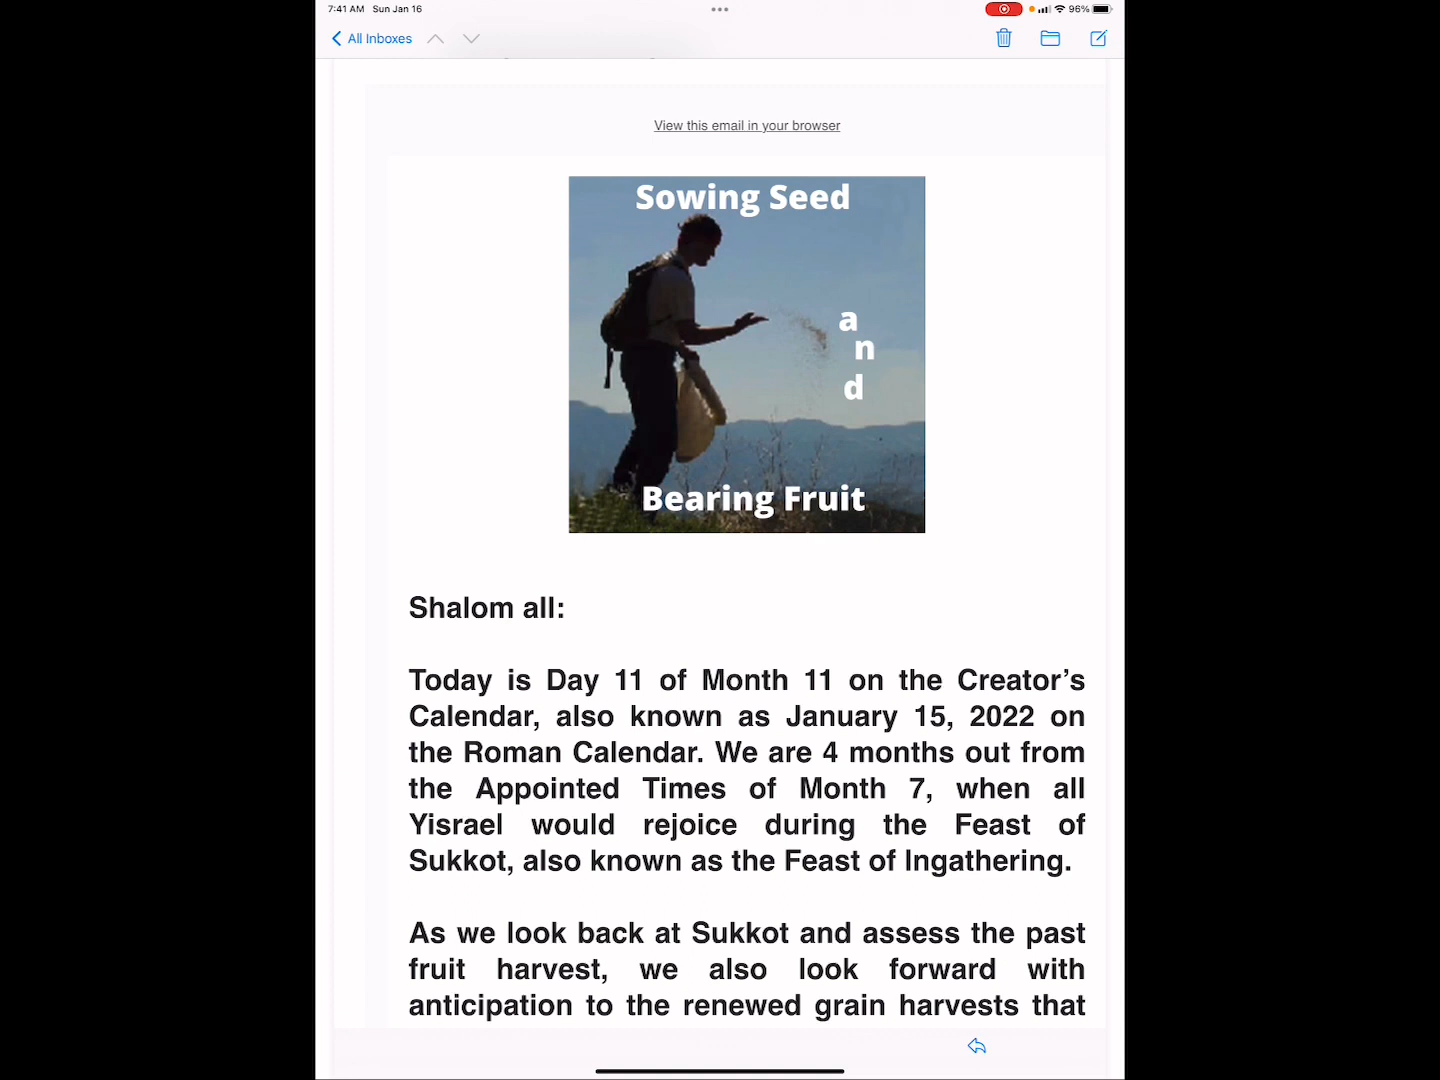 7:41 AM Sun Jan 16
96%
All Inboxes
View this email in your browser
Sowing Seed
a
n
d
Bearing Fruit
Shalom all:
Today is Day 11 of Month 11 on the Creator’s
Calendar, also known as January 15, 2022 on
the Roman Calendar. We are 4 months out from
the Appointed Times of Month 7, when all
Yisrael would rejoice during the Feast of
Sukkot, also known as the Feast of Ingathering.
As we look back at Sukkot and assess the past
fruit harvest, we also look forward with
anticipation to the renewed grain harvests that